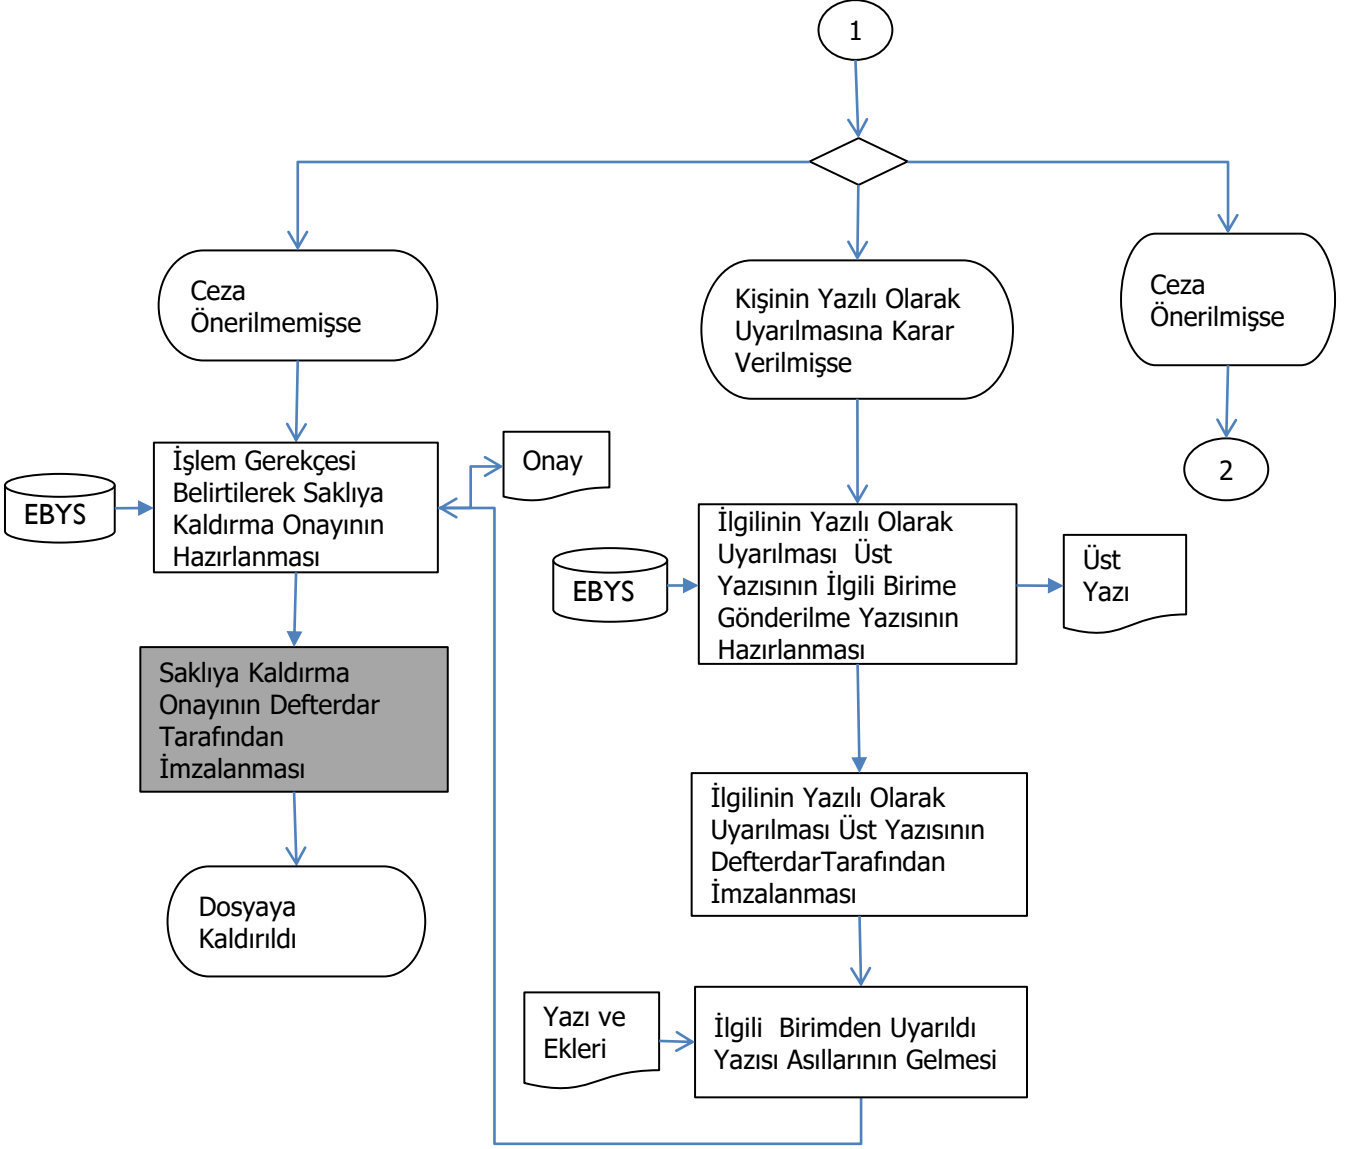 1
Ceza
Önerilmemişse
Kişinin Yazılı Olarak
Uyarılmasına Karar
Verilmişse
Ceza
Önerilmişse
2
EBYS
İşlem Gerekçesi
Belirtilerek Saklıya
Kaldırma Onayının
Hazırlanması
Onay
EBYS
İlgilinin Yazılı Olarak
Uyarılması  Üst
Yazısının İlgili Birime
Gönderilme Yazısının
Hazırlanması
Üst
Yazı
Saklıya Kaldırma
Onayının Defterdar
Tarafından
İmzalanması
İlgilinin Yazılı Olarak
Uyarılması Üst Yazısının
DefterdarTarafından
İmzalanması
Dosyaya
Kaldırıldı
Yazı ve
Ekleri
İlgili  Birimden Uyarıldı
Yazısı Asıllarının Gelmesi